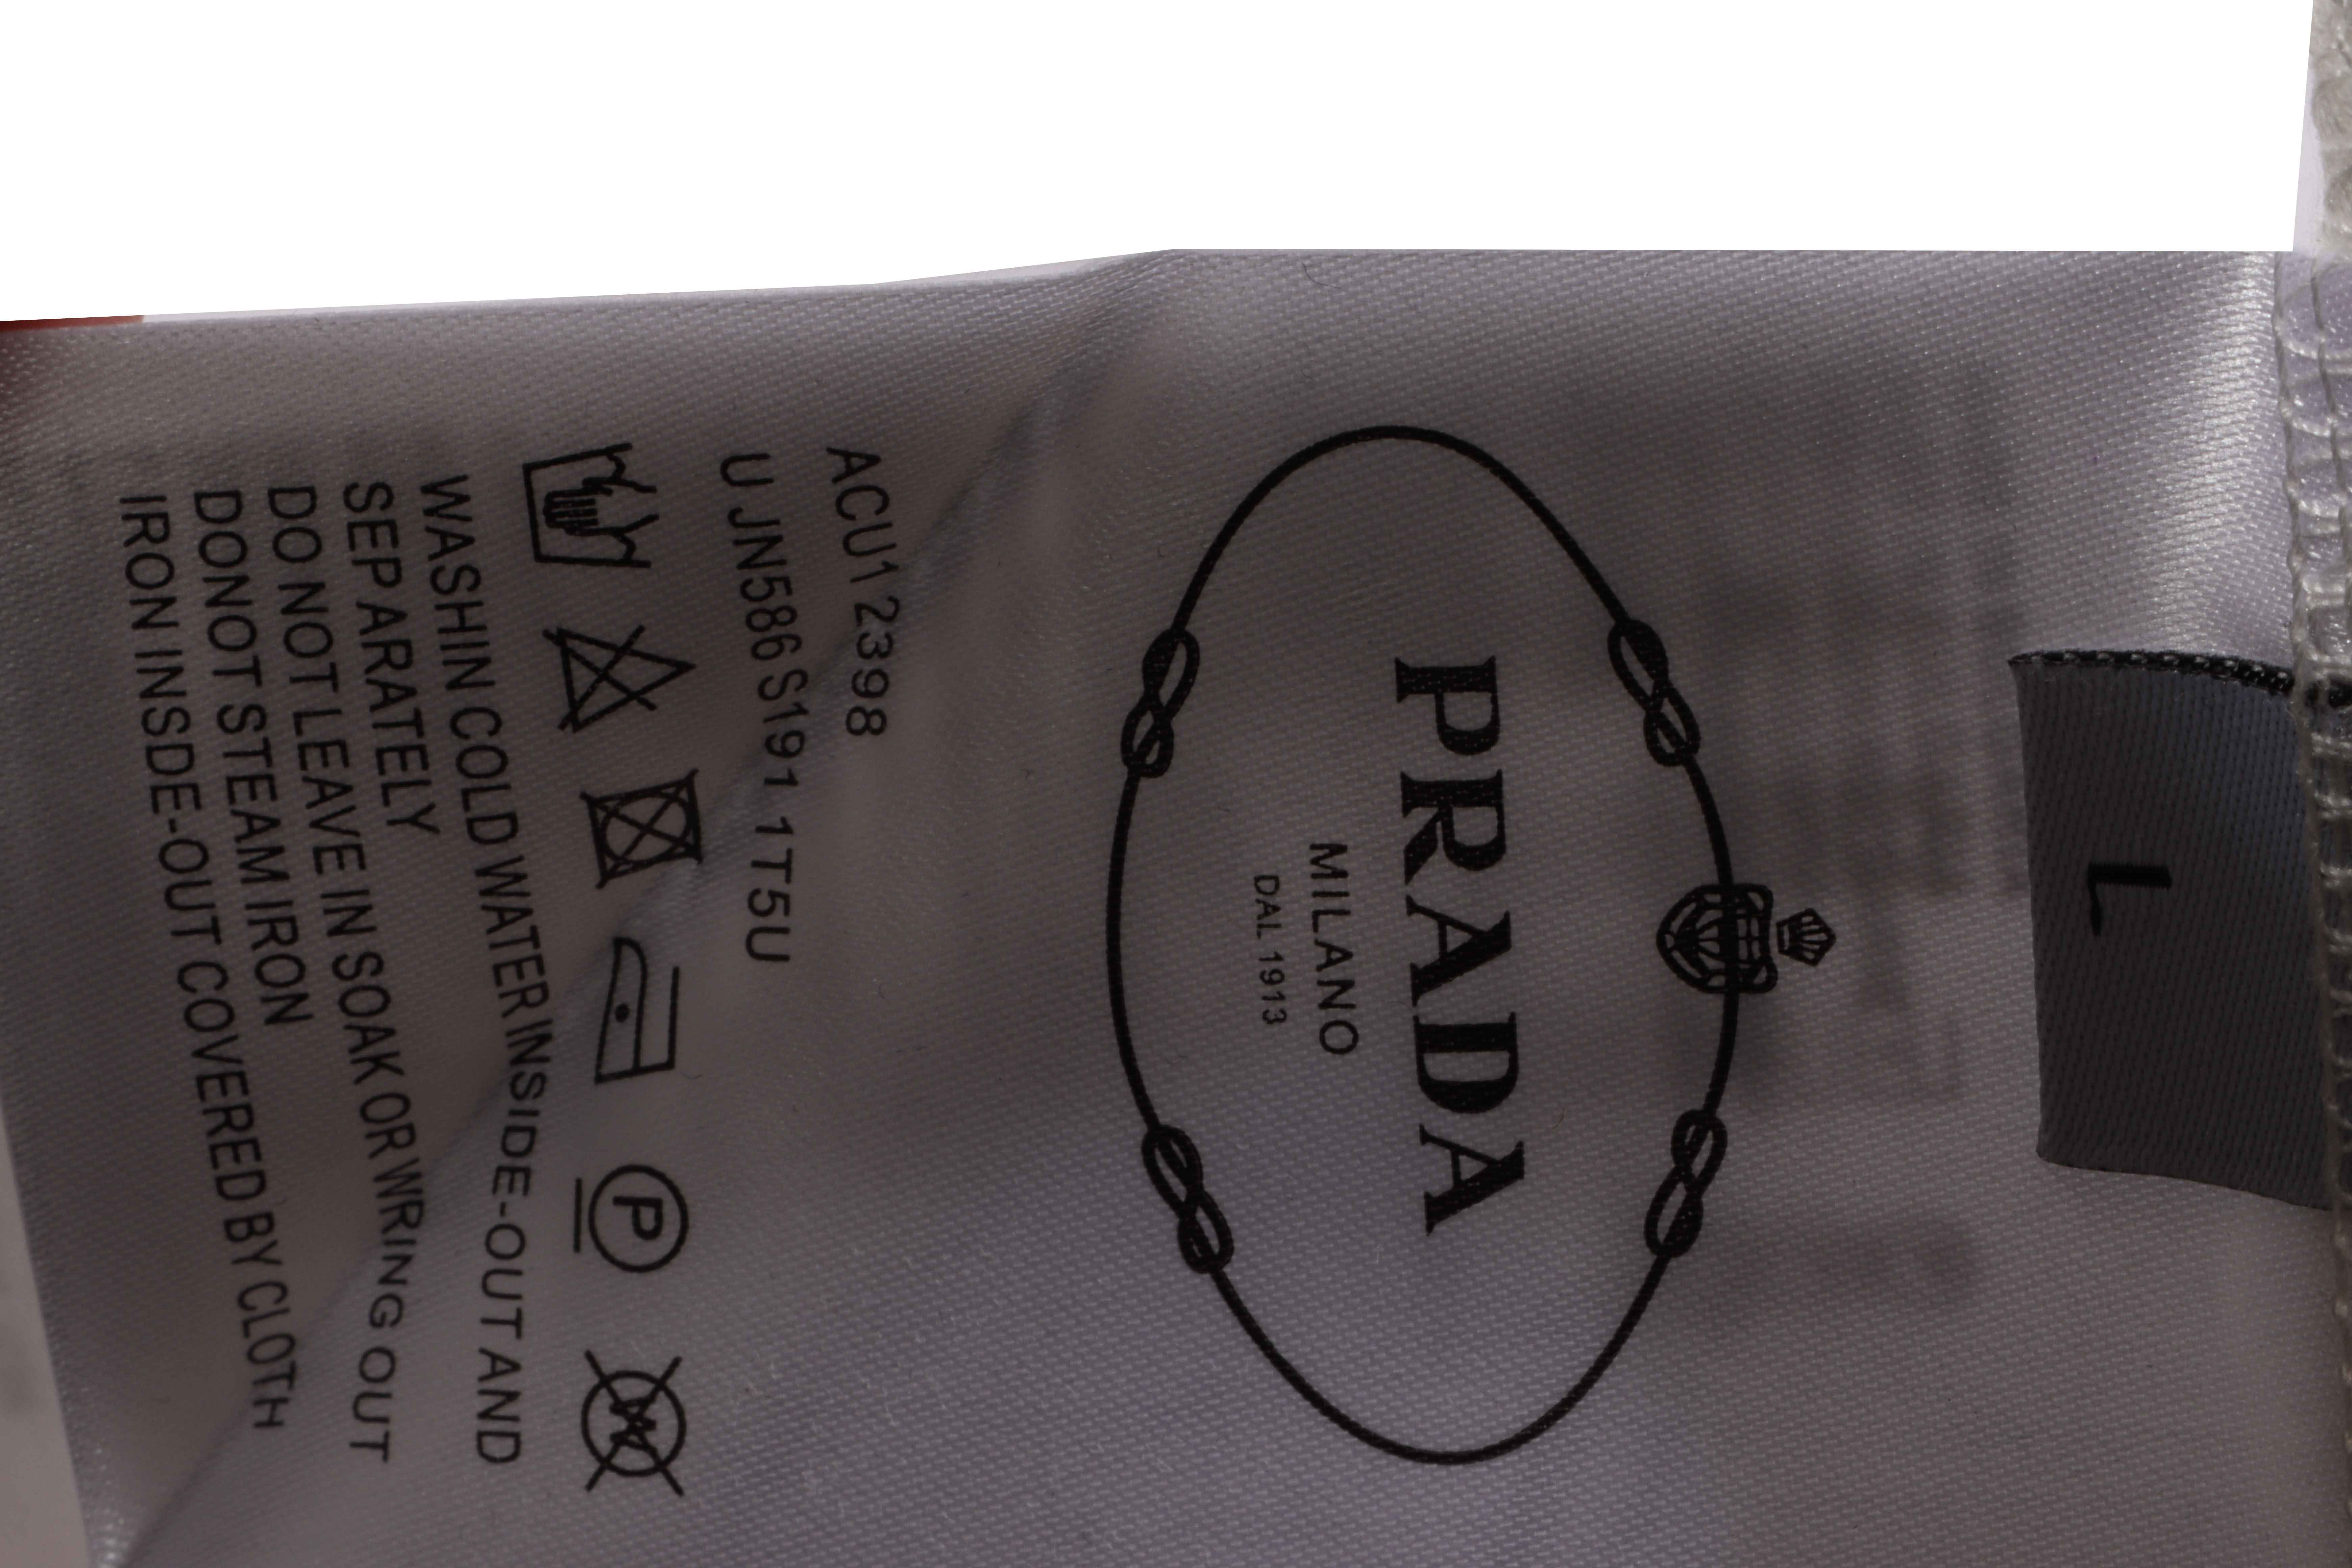 L
PRADA
MILANO
DAL 1913
ACU1 2398
U JN586 S191 1T5U
P
WASHIN COLD WATER INSIDE-OUT AND
SEP ARATELY
DO NOT LEAVE IN SOAK OR WRING OUT
DONOT STEAM IRON
IRON INSDE-OUT COVERED BY CLOTH